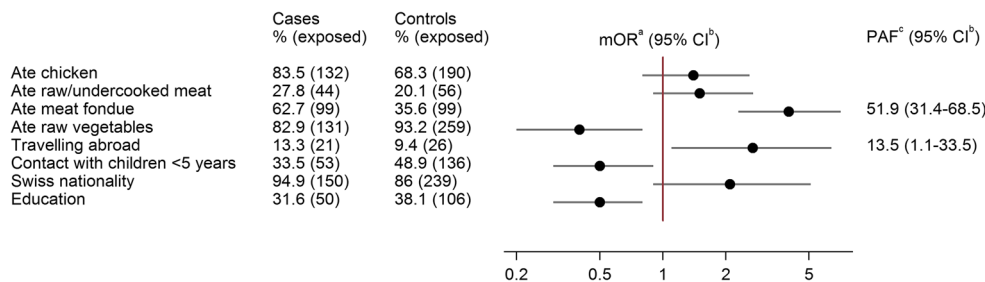 Cases Controls
% (exposed) % (exposed) mORᵃ (95% CIᵇ) PAFᶜ (95% CIᵇ)
Ate chicken 83.5 (132) 68.3 (190)
Ate raw/undercooked meat 27.8 (44) 20.1 (56)
Ate meat fondue 62.7 (99) 35.6 (99) 51.9 (31.4-68.5)
Ate raw vegetables 82.9 (131) 93.2 (259)
Travelling abroad 13.3 (21) 9.4 (26) 13.5 (1.1-33.5)
Contact with children <5 years 33.5 (53) 48.9 (136)
Swiss nationality 94.9 (150) 86 (239)
Education 31.6 (50) 38.1 (106)
0.2 0.5 1 2 5